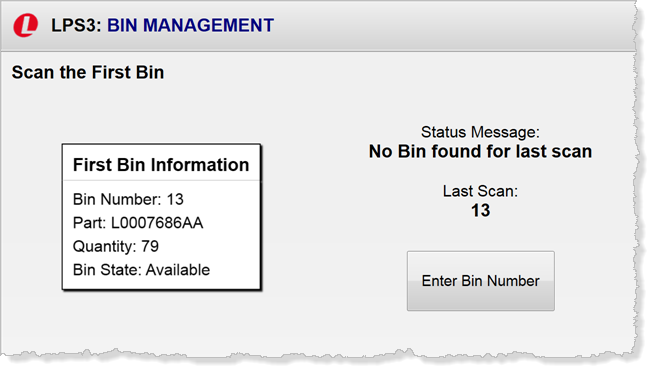 L LPS3: BIN MANAGEMENT
Scan the First Bin
First Bin Information
Bin Number: 13
Part: L0007686AA
Quantity: 79
Bin State: Available
Status Message:
No Bin found for last scan
Last Scan:
13
Enter Bin Number